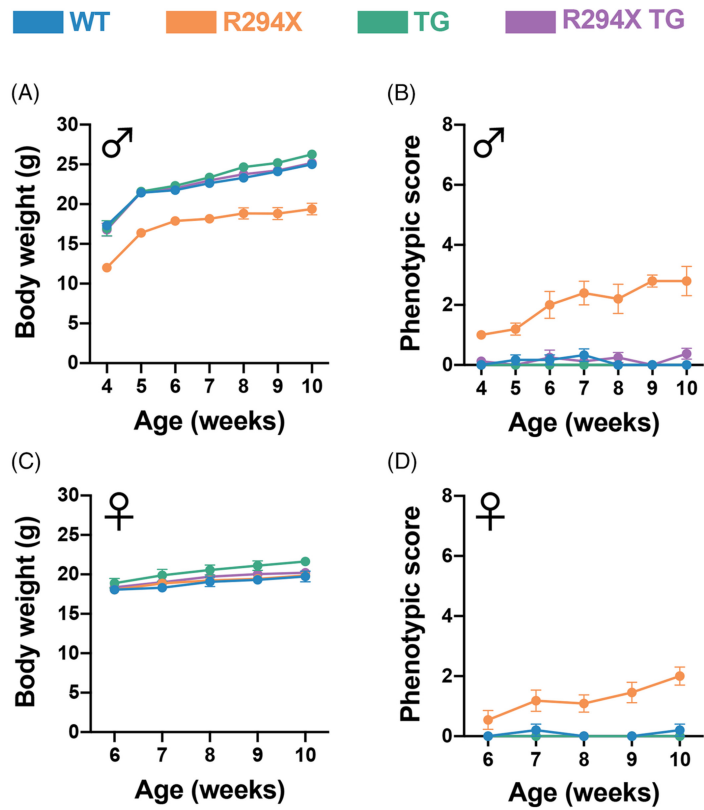 WT R294X TG R294X TG
(A)
Body weight (g)
30
25
20
15
10
5
0
♂
4 5 6 7 8 9 10
Age (weeks)
(B)
Phenotypic score
8
6
4
2
0
♂
4 5 6 7 8 9 10
Age (weeks)
(C)
Body weight (g)
30
25
20
15
10
5
0
♀
6 7 8 9 10
Age (weeks)
(D)
Phenotypic score
8
6
4
2
0
♀
6 7 8 9 10
Age (weeks)